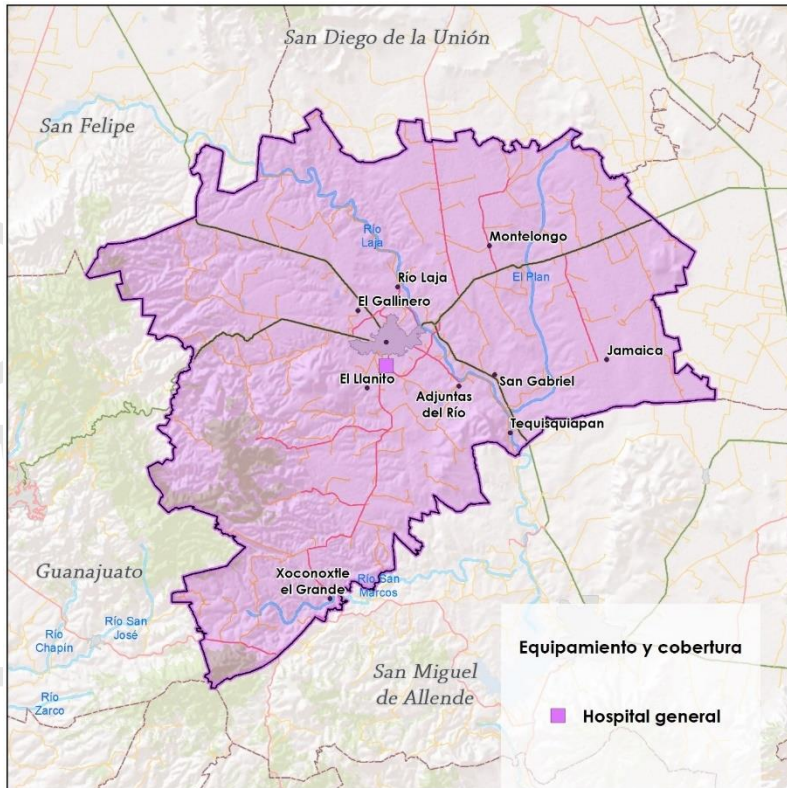 San Diego de la Unión
San Felipe
Río
Laja
Montelongo
El Plan
Río Laja
El Gallinero
Jamaica
El Llanito
San Gabriel
Adjuntas
del Río
Tequisquiapan
Guanajuato
Xoconoxtle
el Grande
Río San
Marcos
Río San
José
Río
Chapín
Río
Zarco
San Miguel
de Allende
Equipamiento y cobertura
Hospital general